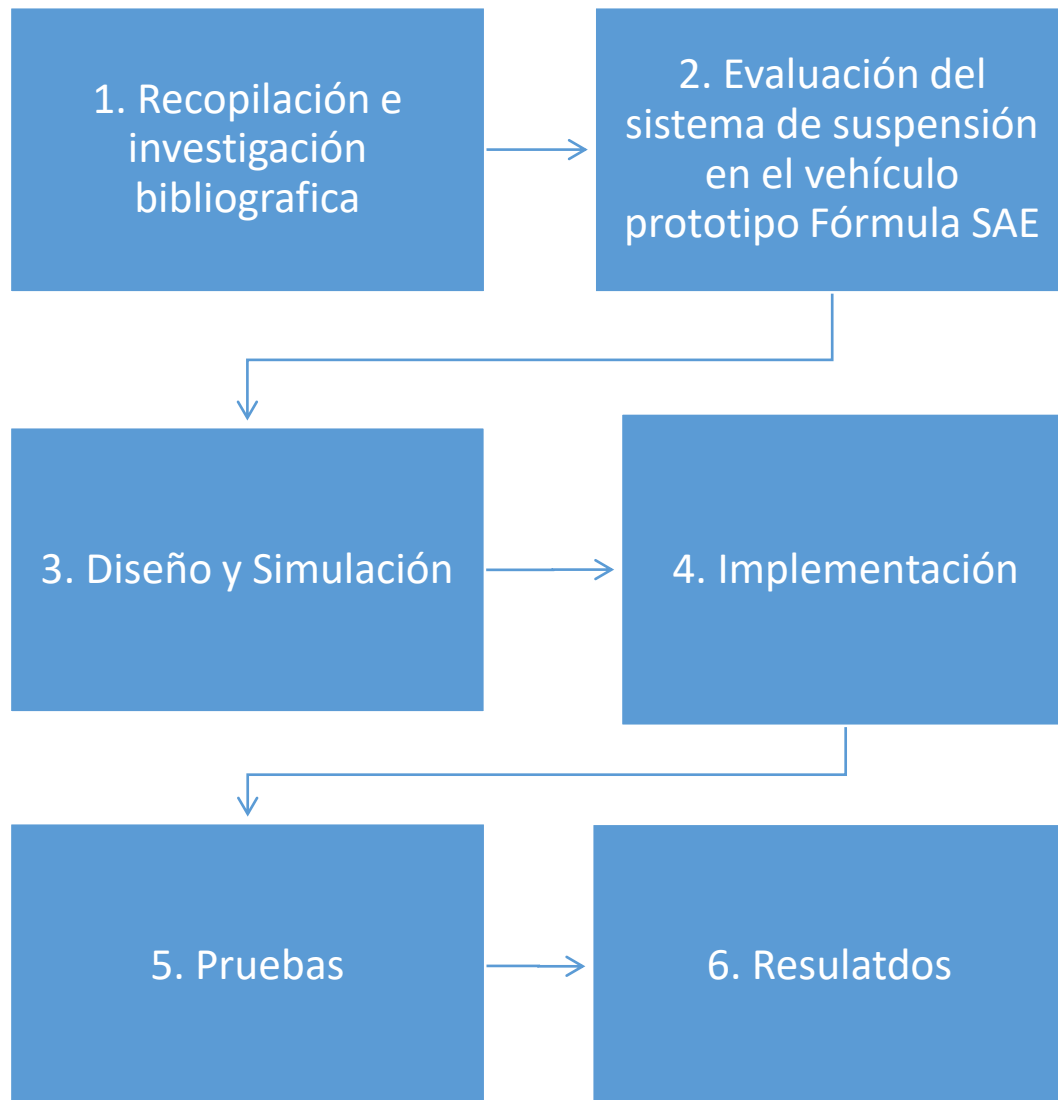 1. Recopilación e
investigación
bibliografica
2. Evaluación del
sistema de suspensión
en el vehículo
prototipo Fórmula SAE
3. Diseño y Simulación
4. Implementación
5. Pruebas
6. Resulatdos